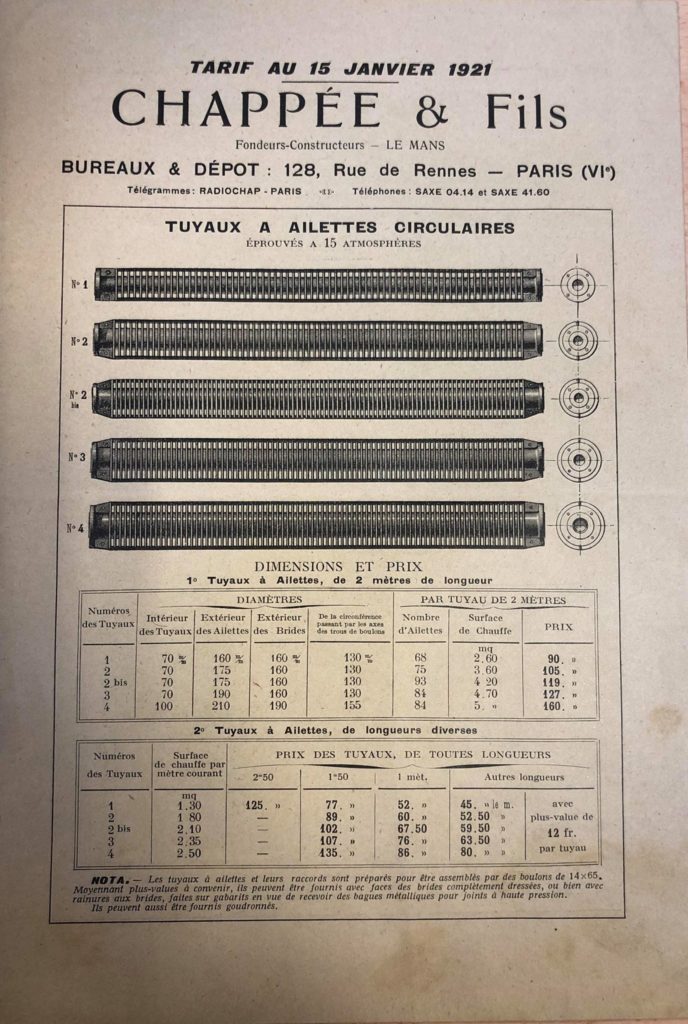 TARIF AU 15 JANVIER 1921
CHAPPÉE & Fils
Fondeurs-Constructeurs — LE MANS
BUREAUX & DÉPOT : 128, Rue de Rennes — PARIS (VIe)
Télégrammes : RADIOCHAP - PARIS Téléphones : SAXE 04.14 et SAXE 41.60
TUYAUX A AILETTES CIRCULAIRES
ÉPROUVÉS A 15 ATMOSPHÈRES
No 1
No 2
No 2 bis
No 3
No 4
DIMENSIONS ET PRIX
1o Tuyaux à Ailettes, de 2 mètres de longueur
Numéros des Tuyaux DIAMÈTRES PAR TUYAU DE 2 MÈTRES
Intérieur des Tuyaux Extérieur des Ailettes Extérieur des Brides De la circonférence passant par les axes des trous de boulons Nombre d'Ailettes Surface de Chauffe PRIX
mq
1 70 m/m 160 m/m 160 m/m 130 m/m 68 2.60 90. »
2 70 175 160 130 75 3.60 105. »
2 bis 70 175 160 130 93 4 20 119. »
3 70 190 160 130 84 4.70 127. »
4 100 210 190 155 84 5. » 160. »
2o Tuyaux à Ailettes, de longueurs diverses
Numéros des Tuyaux Surface de chauffe par mètre courant PRIX DES TUYAUX, DE TOUTES LONGUEURS
2m50 1m50 1 mèt. Autres longueurs
mq
1 1.30 125. » 77. » 52. » 45. » le m. avec
2 1 80 — 89. » 60. » 52.50 » plus-value de
2 bis 2.10 — 102. » 67.50 59.50 » 12 fr.
3 2.35 — 107. » 76. » 63.50 » par tuyau
4 2.50 — 135. » 86. » 80. » »
NOTA. — Les tuyaux à ailettes et leurs raccords sont préparés pour être assemblés par des boulons de 14×65.
Moyennant plus-values à convenir, ils peuvent être fournis avec faces des brides complètement dressées, ou bien avec
rainures aux brides, faites sur gabarits en vue de recevoir des bagues métalliques pour joints à haute pression.
Ils peuvent aussi être fournis goudronnés.